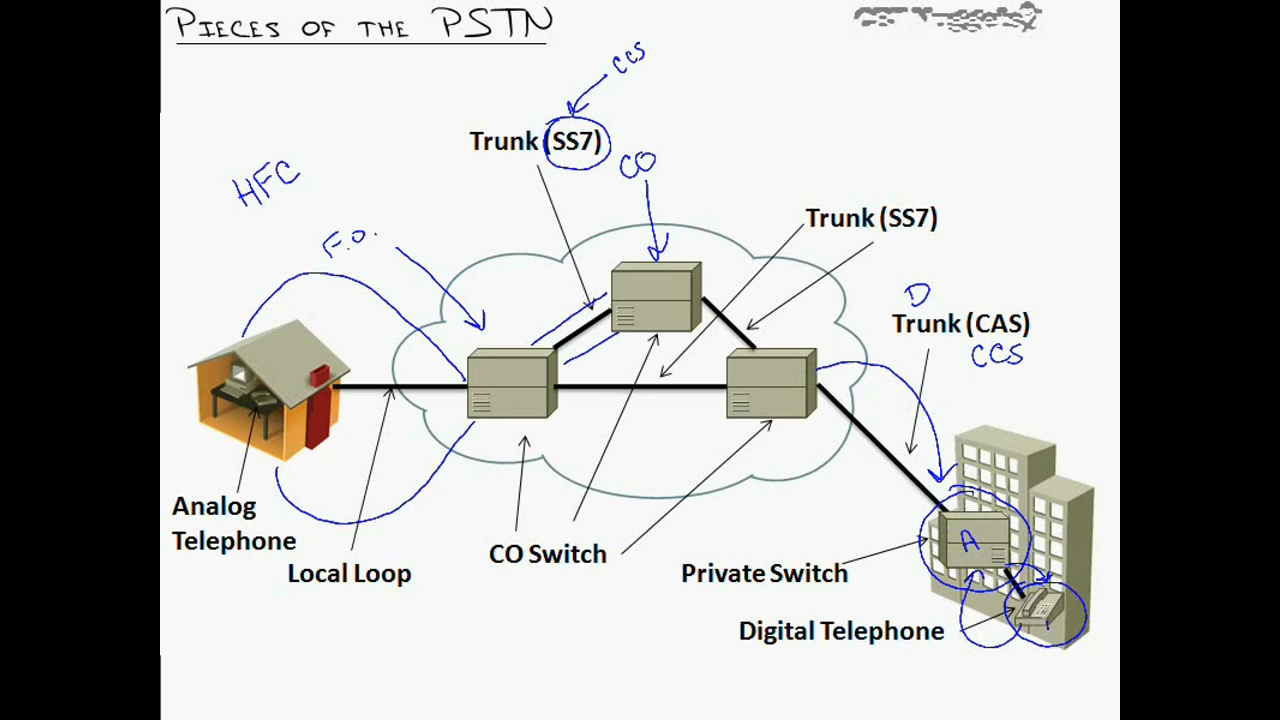 PIECES OF THE PSTN
CCS
Trunk (SS7)
CO
HFC
Trunk (SS7)
F.O.
D
Trunk (CAS)
CCS
Analog
Telephone
Local Loop
CO Switch
A
Private Switch
Digital Telephone